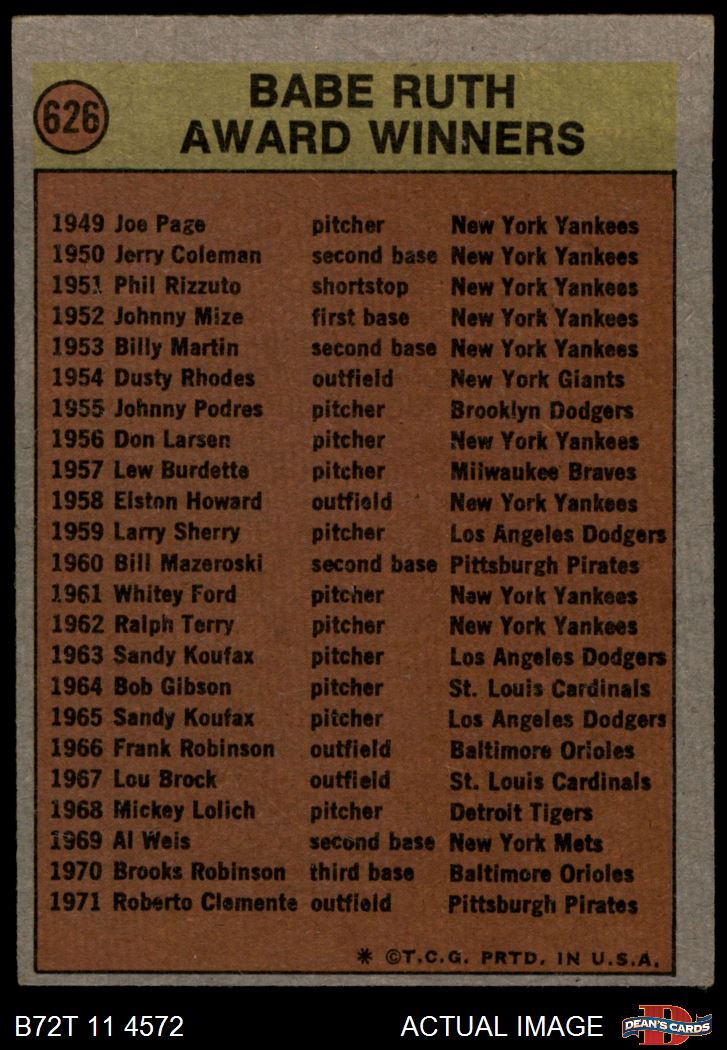 626
BABE RUTH
AWARD WINNERS
1949 Joe Page pitcher New York Yankees
1950 Jerry Coleman second base New York Yankees
1951 Phil Rizzuto shortstop New York Yankees
1952 Johnny Mize first base New York Yankees
1953 Billy Martin second base New York Yankees
1954 Dusty Rhodes outfield New York Giants
1955 Johnny Podres pitcher Brooklyn Dodgers
1956 Don Larsen pitcher New York Yankees
1957 Lew Burdette pitcher Milwaukee Braves
1958 Elston Howard outfield New York Yankees
1959 Larry Sherry pitcher Los Angeles Dodgers
1960 Bill Mazeroski second base Pittsburgh Pirates
1961 Whitey Ford pitcher New York Yankees
1962 Ralph Terry pitcher New York Yankees
1963 Sandy Koufax pitcher Los Angeles Dodgers
1964 Bob Gibson pitcher St. Louis Cardinals
1965 Sandy Koufax pitcher Los Angeles Dodgers
1966 Frank Robinson outfield Baltimore Orioles
1967 Lou Brock outfield St. Louis Cardinals
1968 Mickey Lolich pitcher Detroit Tigers
1969 Al Weis second base New York Mets
1970 Brooks Robinson third base Baltimore Orioles
1971 Roberto Clemente outfield Pittsburgh Pirates
* ©T.C.G. PRTD. IN U.S.A.
B72T 11 4572 ACTUAL IMAGE D DEAN'S CARDS